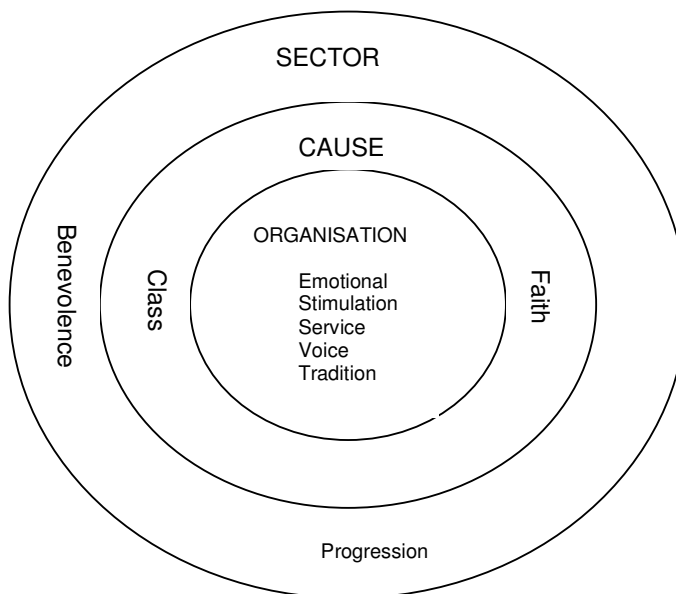 SECTOR
CAUSE
Benevolence
Class
ORGANISATION
Emotional
Stimulation
Service
Voice
Tradition
Faith
Progression